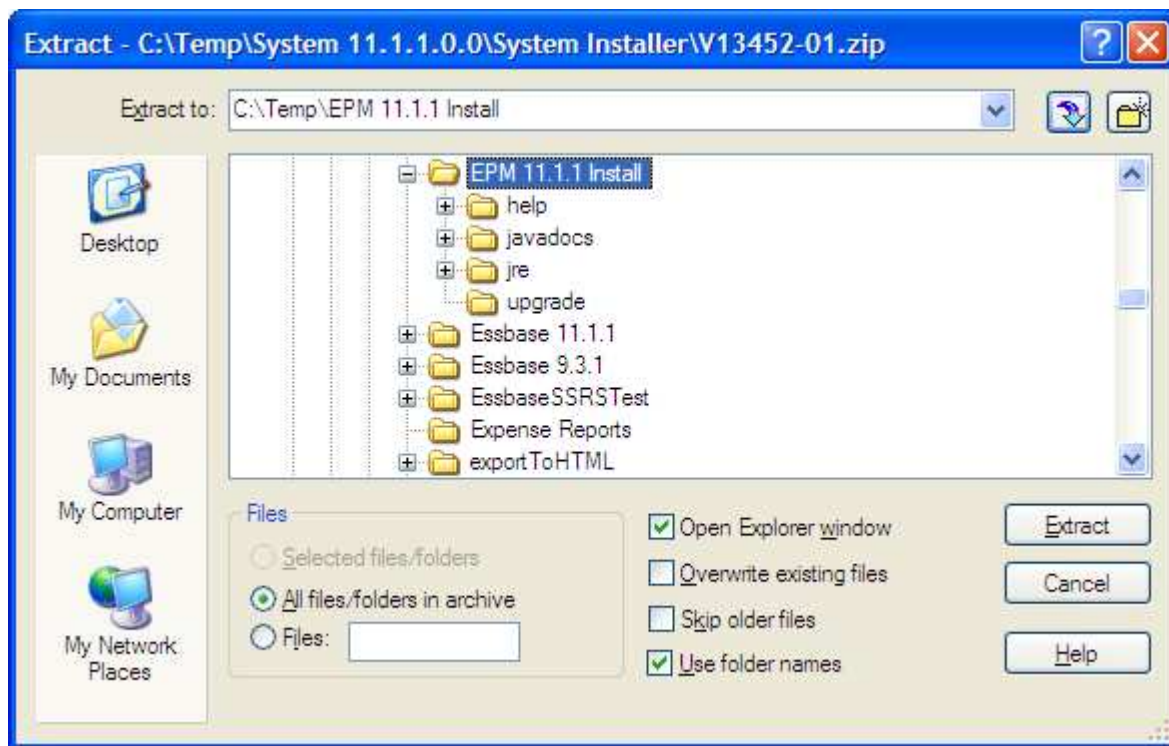 Extract - C:\Temp\System 11.1.1.0.0\System Installer\V13452-01.zip
Extract to: C:\Temp\EPM 11.1.1 Install
Desktop
My Documents
My Computer
My Network
Places
EPM 11.1.1 Install
help
javadocs
jre
upgrade
Essbase 11.1.1
Essbase 9.3.1
EssbaseSSRSTest
Expense Reports
exportToHTML
Files
Selected files/folders
All files/folders in archive
Files:
Open Explorer window
Overwrite existing files
Skip older files
Use folder names
Extract
Cancel
Help